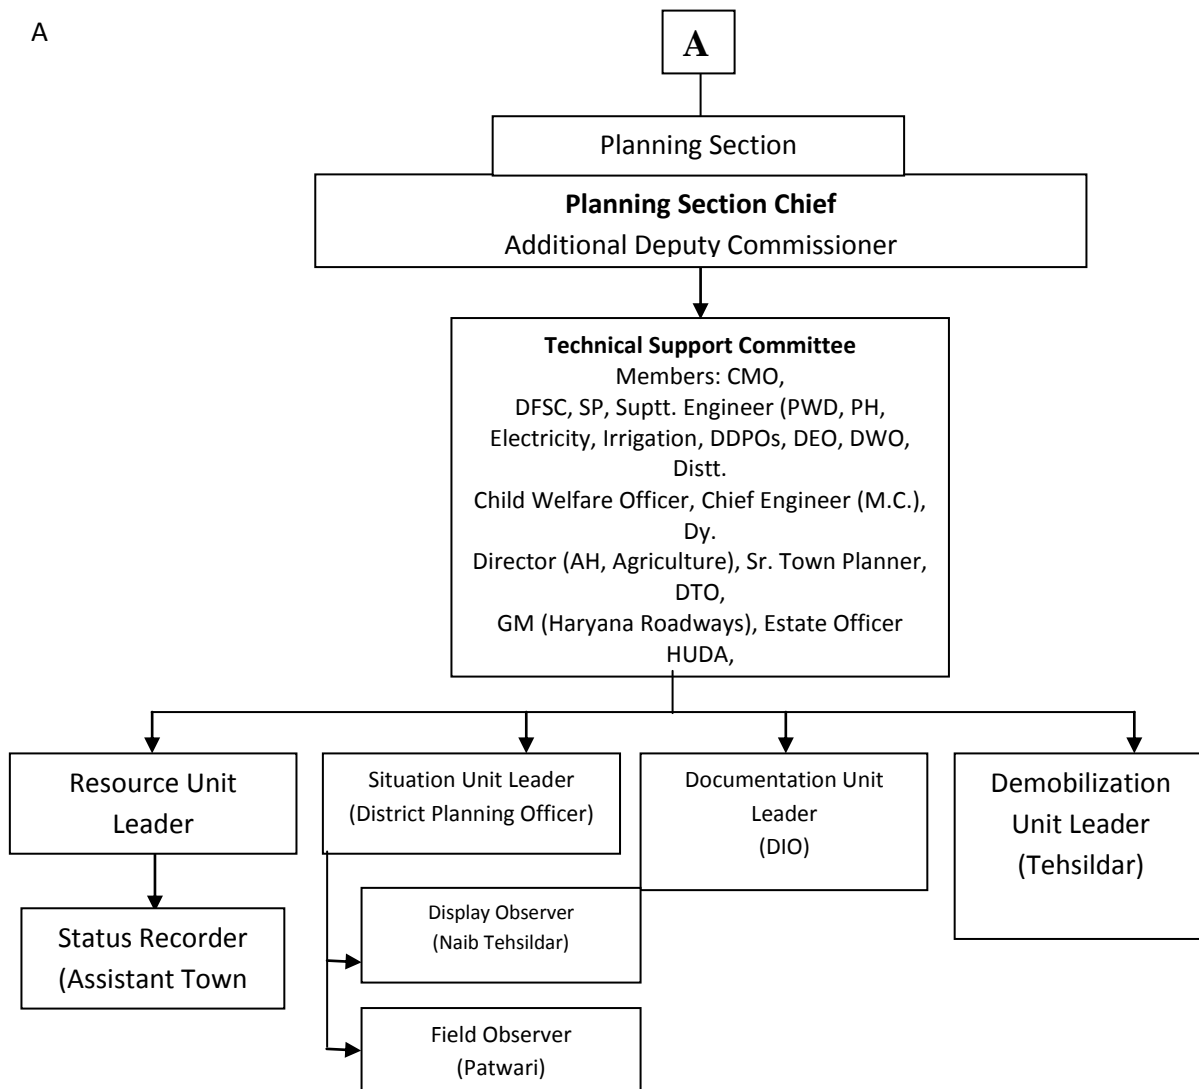 A
A
Planning Section
Planning Section Chief
Additional Deputy Commissioner
Technical Support Committee
Members: CMO,
DFSC, SP, Suptt. Engineer (PWD, PH,
Electricity, Irrigation, DDPOs, DEO, DWO,
Distt.
Child Welfare Officer, Chief Engineer (M.C.),
Dy.
Director (AH, Agriculture), Sr. Town Planner,
DTO,
GM (Haryana Roadways), Estate Officer
HUDA,
Resource Unit
Leader
Situation Unit Leader
(District Planning Officer)
Documentation Unit
Leader
(DIO)
Demobilization
Unit Leader
(Tehsildar)
Status Recorder
(Assistant Town
Display Observer
(Naib Tehsildar)
Field Observer
(Patwari)